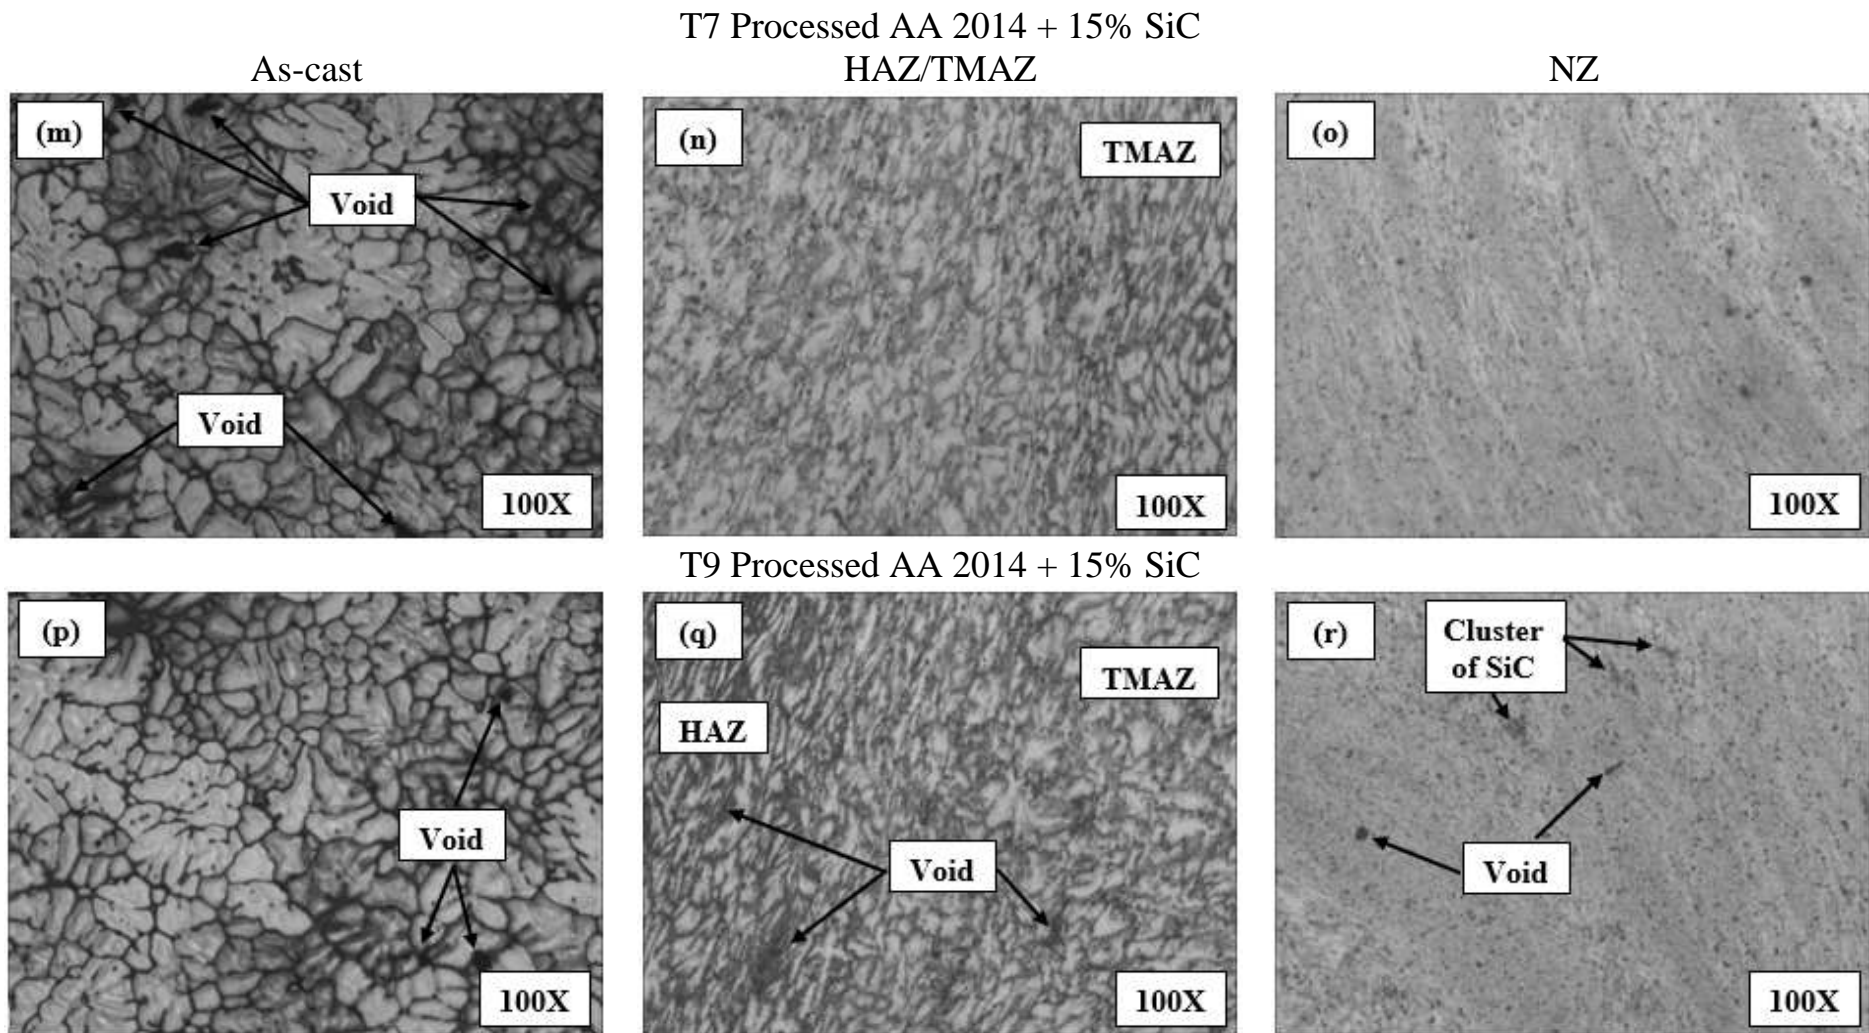 T7 Processed AA 2014 + 15% SiC
As-cast
HAZ/TMAZ
NZ
(m)
Void
Void
100X
(n)
TMAZ
100X
(o)
100X
T9 Processed AA 2014 + 15% SiC
(p)
Void
100X
(q)
TMAZ
HAZ
Void
100X
(r)
Cluster
of SiC
Void
100X